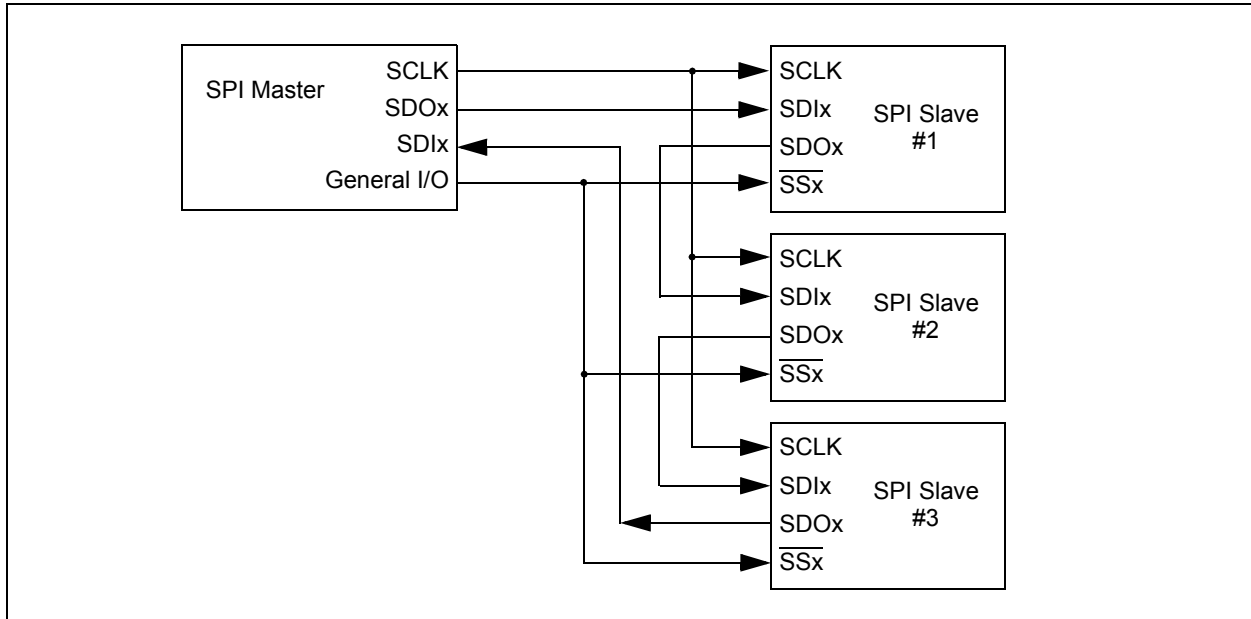 SPI Master
SCLK
SDOx
SDIx
General I/O
SCLK
SDIx
SDOx
SSx
SPI Slave
#1
SCLK
SDIx
SDOx
SSx
SPI Slave
#2
SCLK
SDIx
SDOx
SSx
SPI Slave
#3